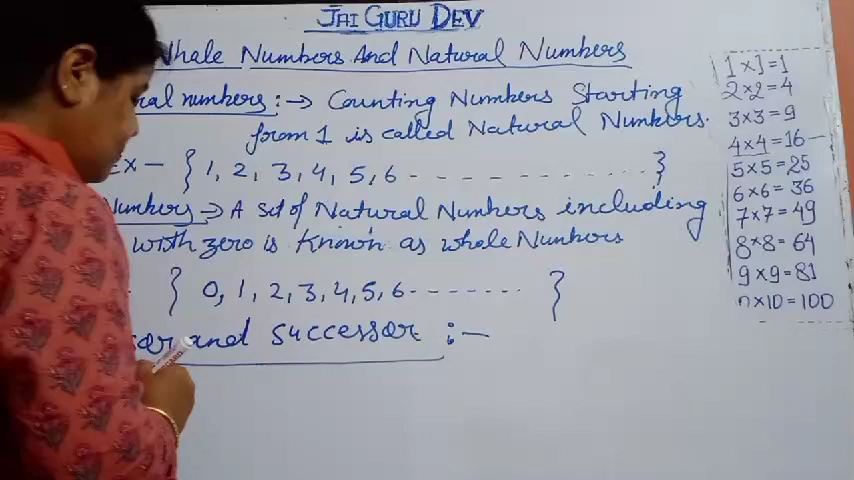 JAI GURU DEV
Whale Numbers And Natural Numbers
ral numbers :→ Counting Numbers Starting
form 1 is called Natural Numbers.
EX - { 1, 2, 3, 4, 5, 6 - - - - - - - - - - - }
Numbers → A set of Natural Numbers including
with zero is Known as whole Numbers
{ 0, 1, 2, 3, 4, 5, 6 - - - - - - - - }
sor and Successor :-
1×1=1
2×2=4
3×3=9
4×4=16
5×5=25
6×6=36
7×7=49
8×8=64
9×9=81
×10=100